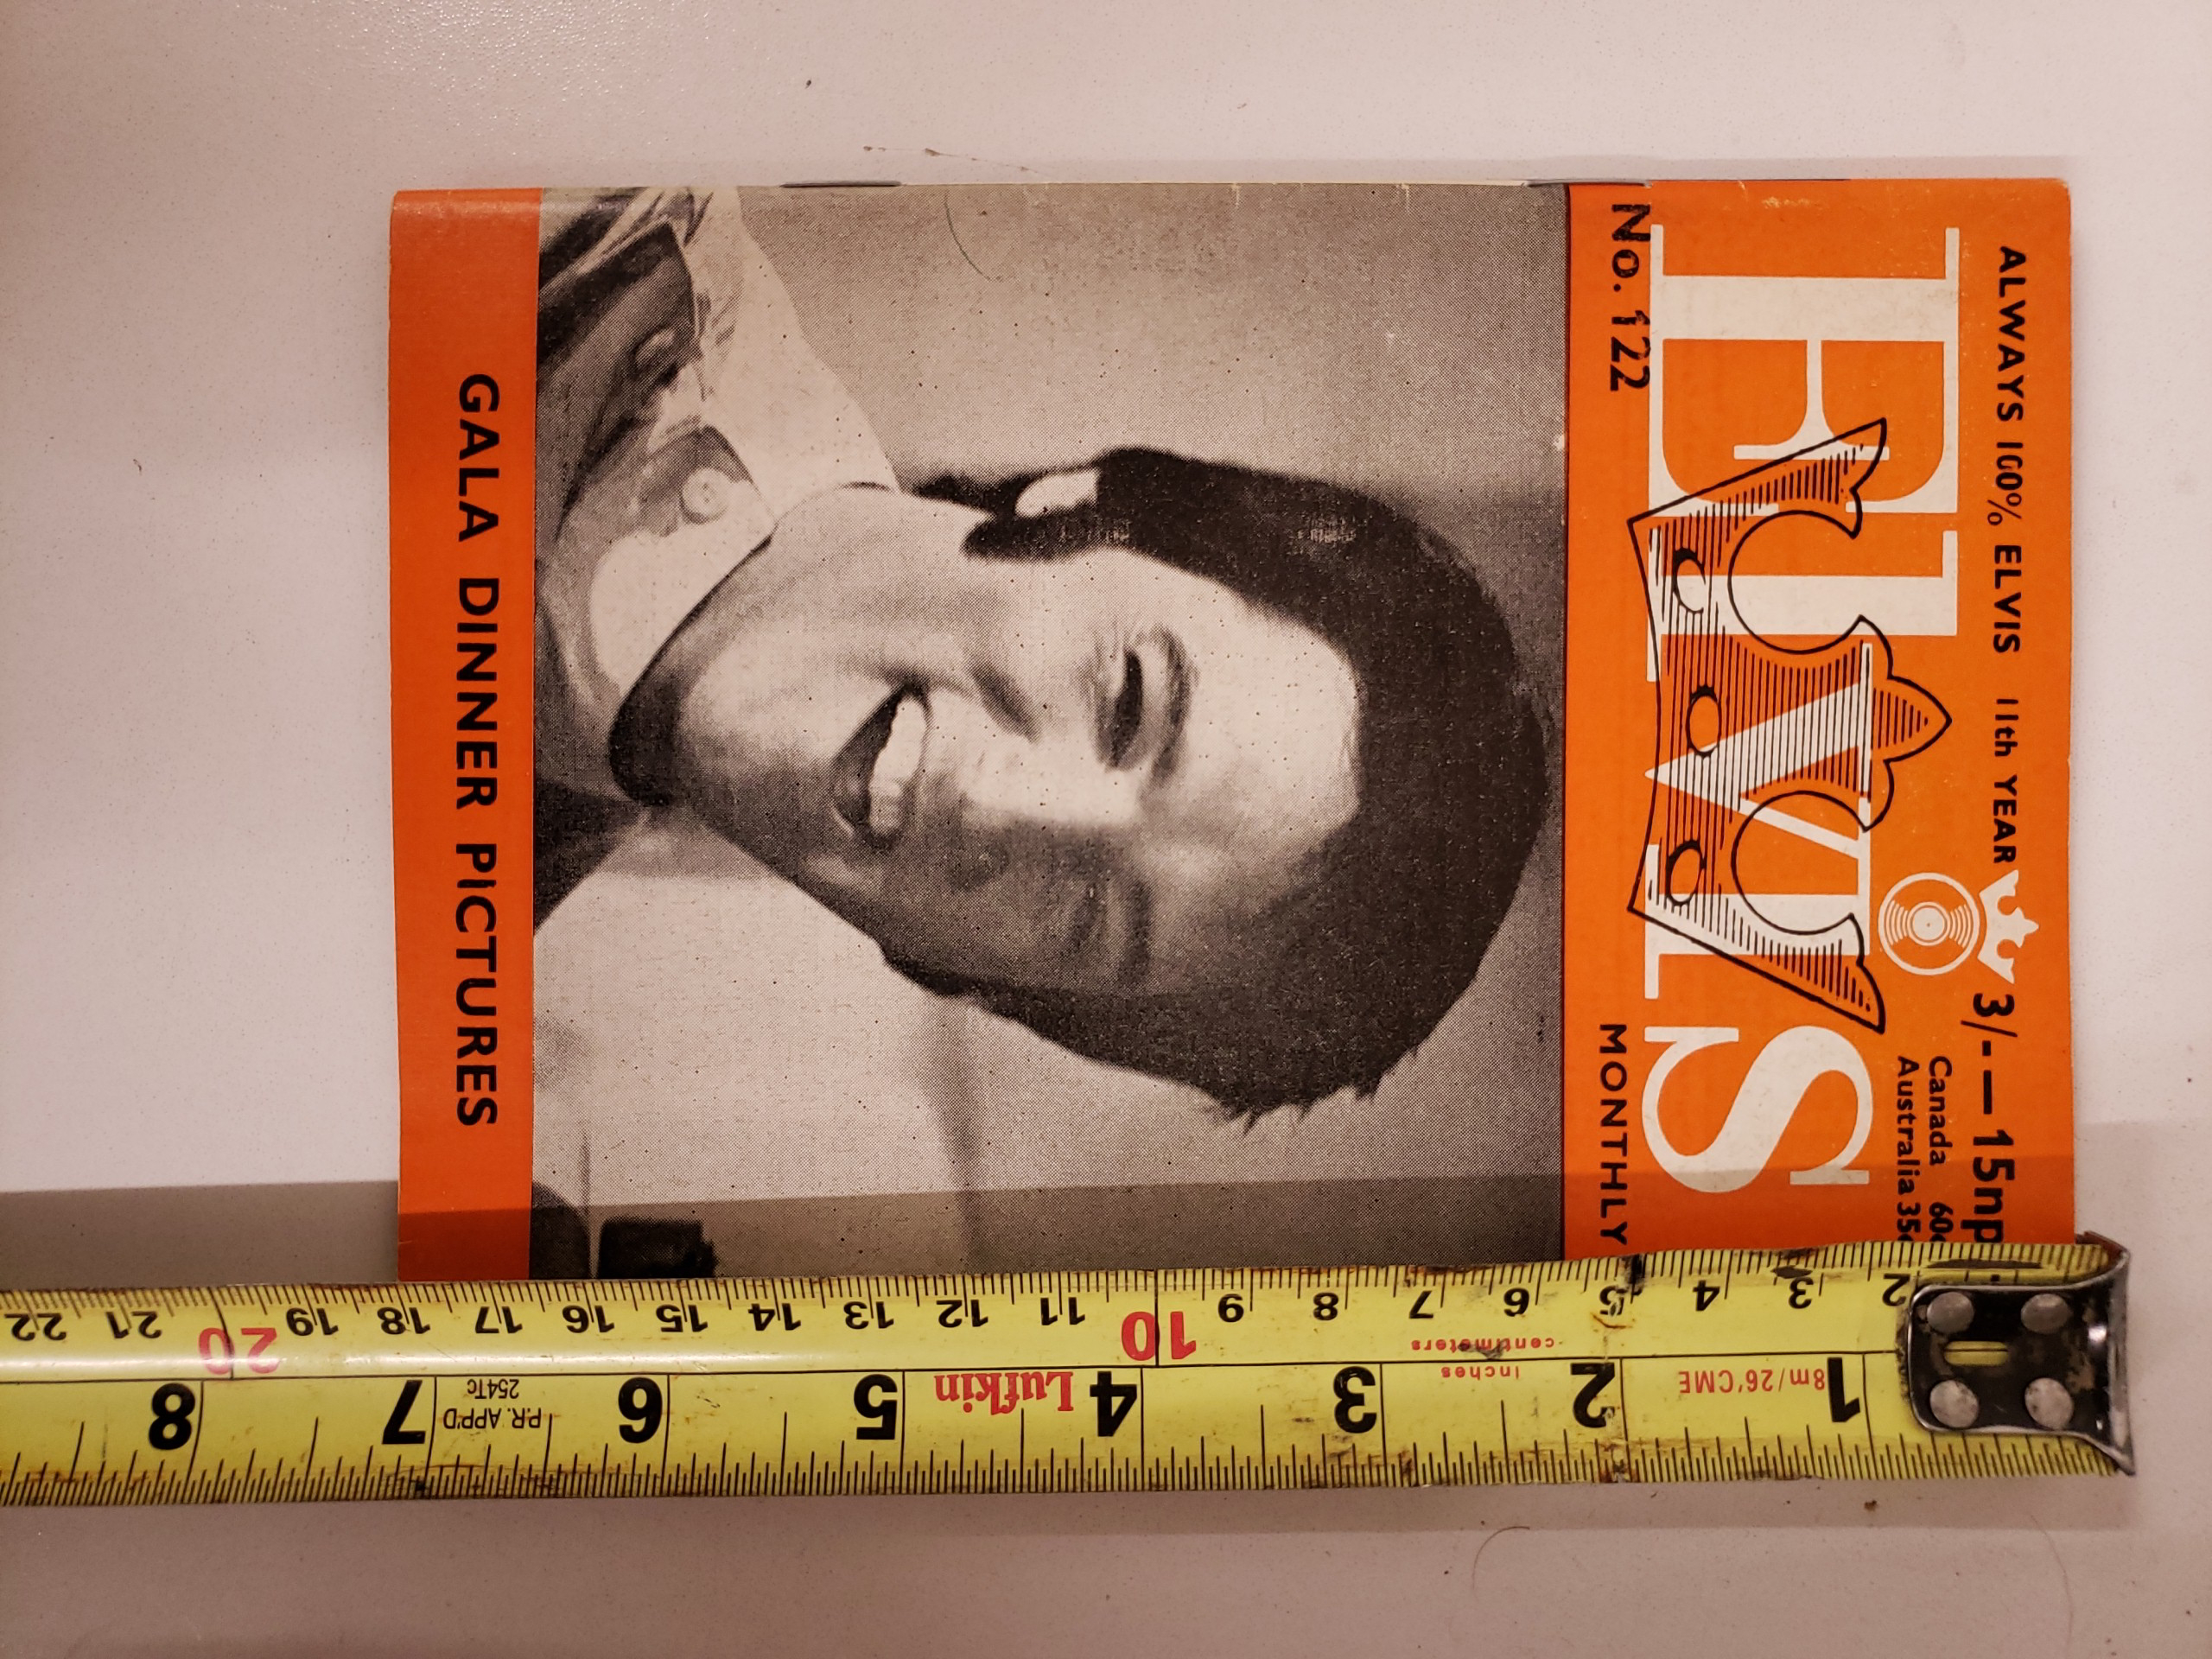 ALWAYS 100% ELVIS 11th YEAR
3/- — 15np
Canada 60c
Australia 35c
ELVIS
No. 122
MONTHLY
GALA DINNER PICTURES
2 3 4 5 6 7 8 9 10 11 12 13 14 15 16 17 18 19 20 21 22
centimeters
inches
1 8m/26'CME 2 3 4 Lufkin 5 6 P.R. APP'D 254Tc 7 8